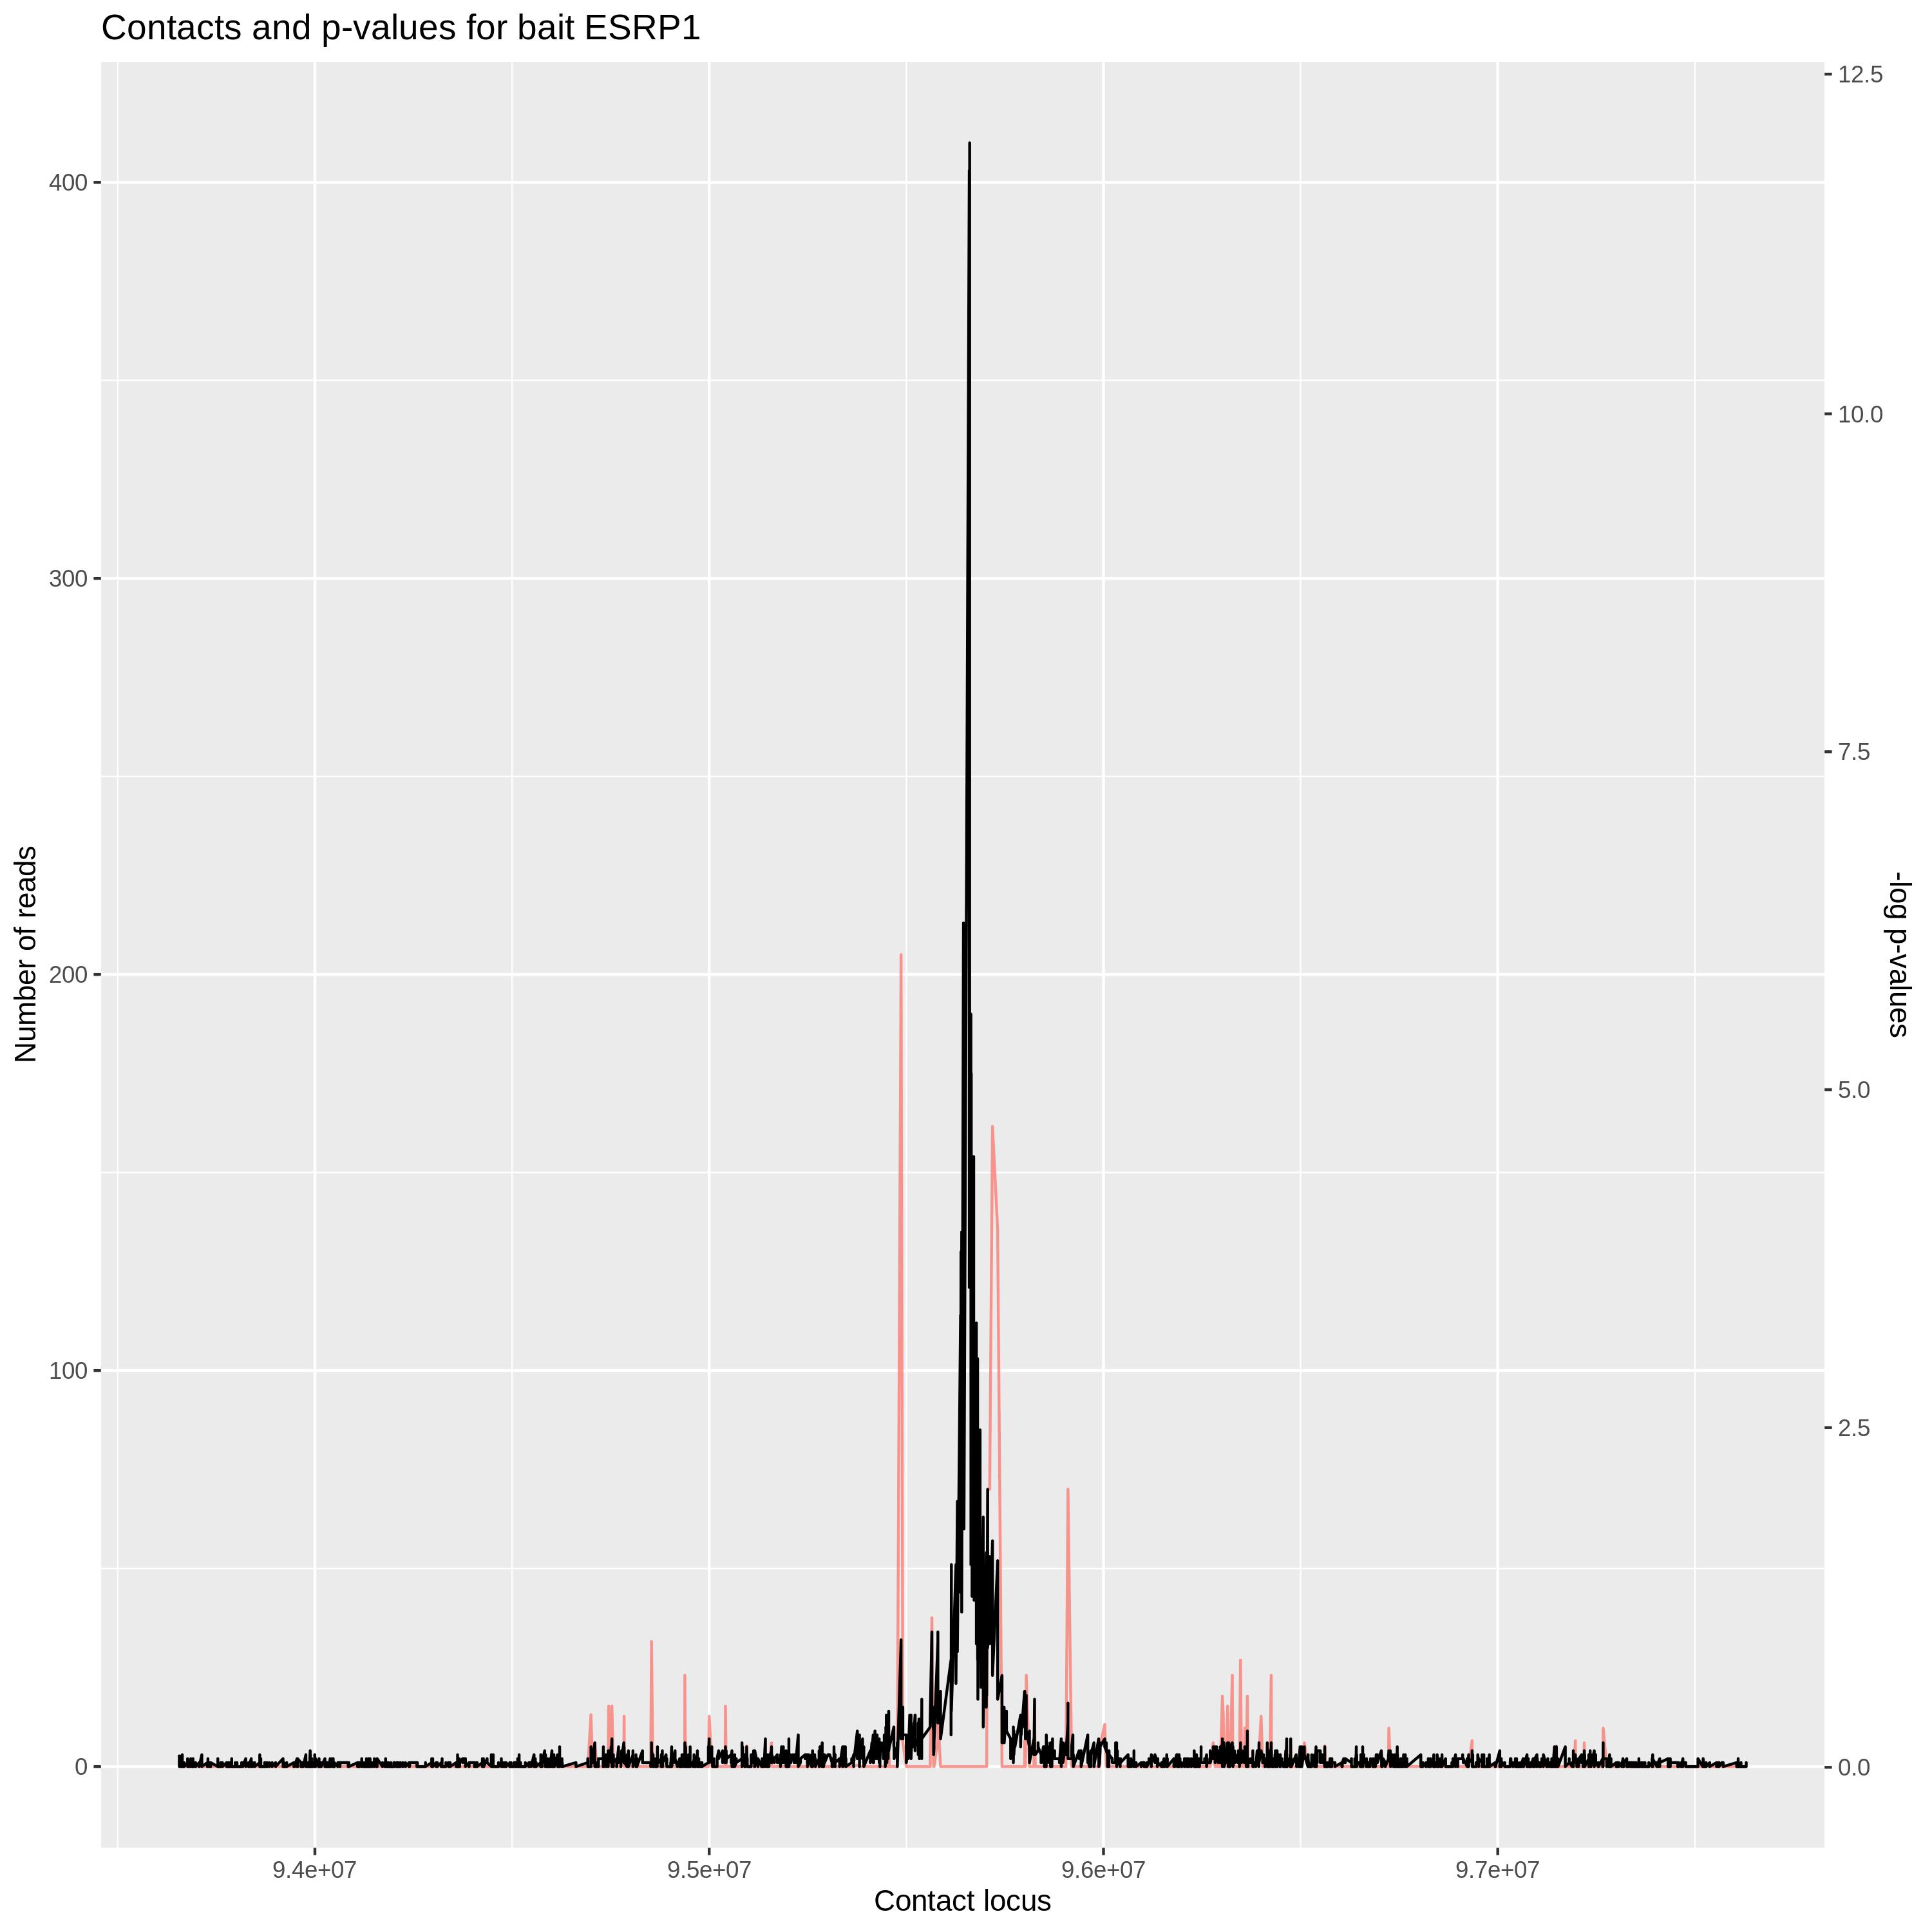 Contacts and p-values for bait ESRP1
12.5
400
10.0
300
7.5
Number of reads
200
-log p-values
5.0
100
2.5
0
0.0
9.4e+07
9.5e+07
9.6e+07
9.7e+07
Contact locus